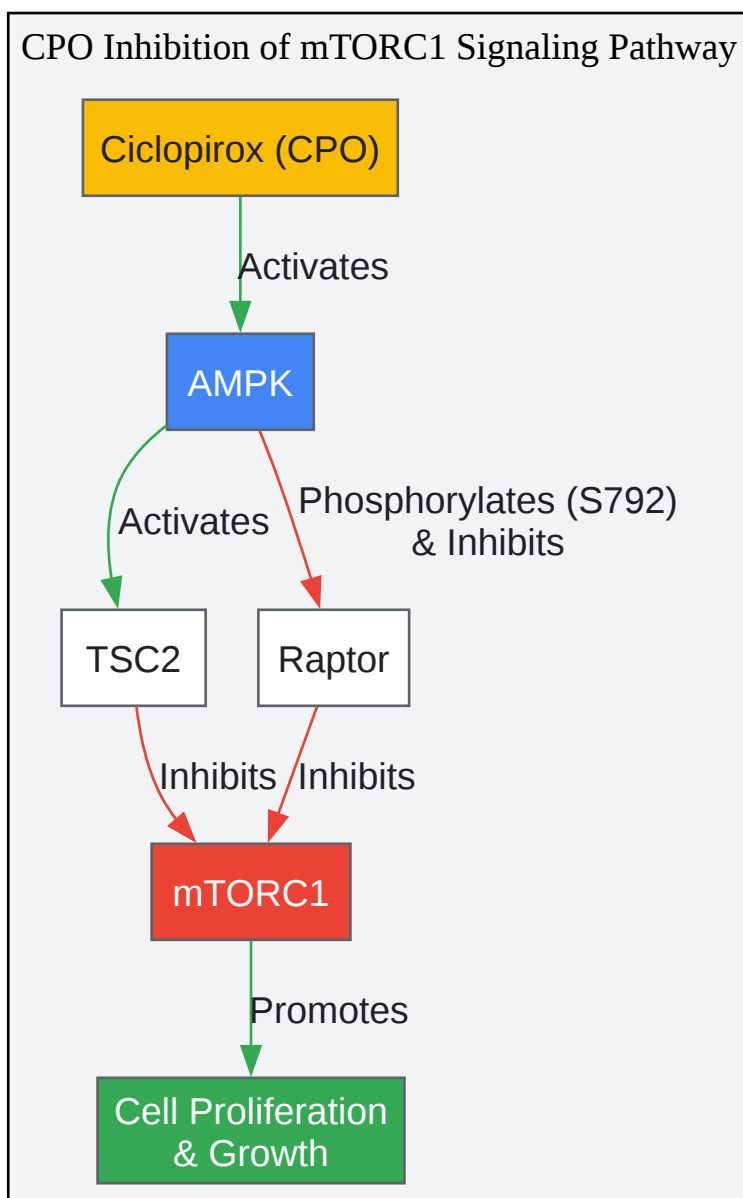 CPO Inhibition of mTORC1 Signaling Pathway
Ciclopirox (CPO)
Activates
AMPK
Activates
Phosphorylates (S792)
& Inhibits
TSC2
Raptor
Inhibits
Inhibits
mTORC1
Promotes
Cell Proliferation
& Growth